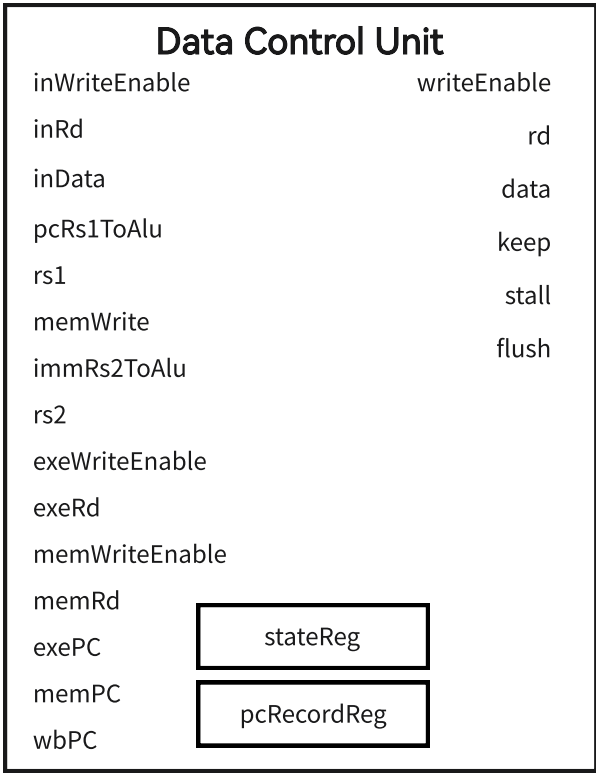 Data Control Unit
inWriteEnable
inRd
inData
pcRs1ToAlu
rs1
memWrite
immRs2ToAlu
rs2
exeWriteEnable
exeRd
memWriteEnable
memRd
exePC
memPC
wbPC
writeEnable
rd
data
keep
stall
flush
stateReg
pcRecordReg